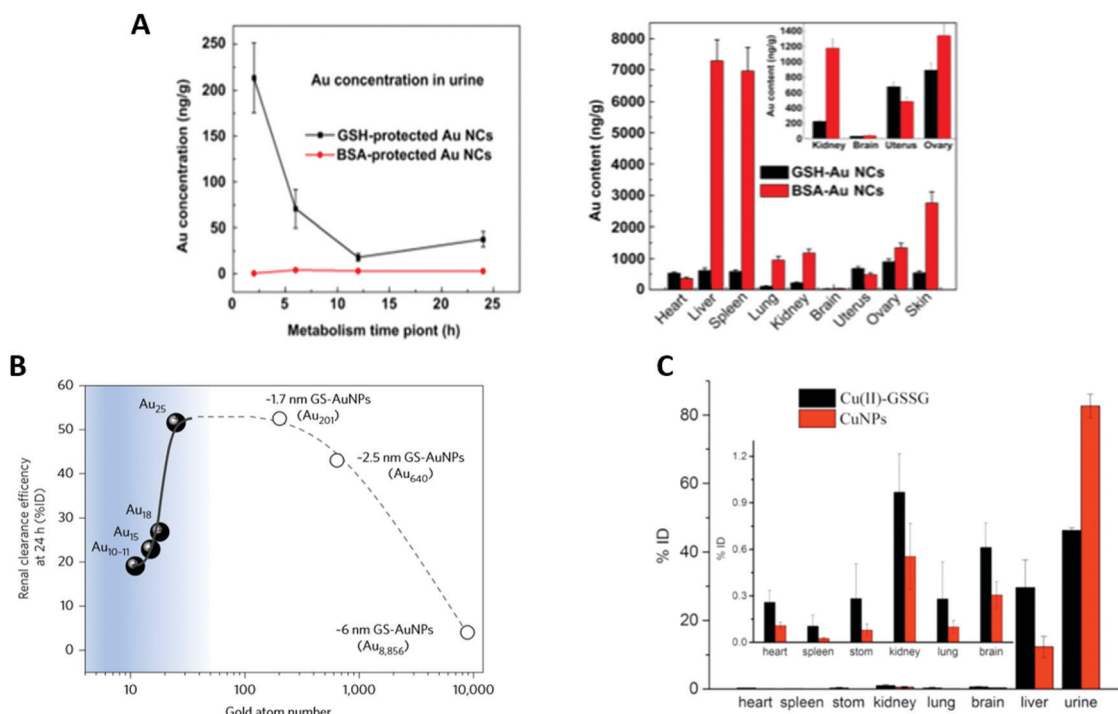 A
Au concentration (ng/g)
250
200
150
100
50
0
Au concentration in urine
GSH-protected Au NCs
BSA-protected Au NCs
0
5
10
15
20
25
Metabolism time piont (h)
Au content (ng/g)
8000
7000
6000
5000
4000
3000
2000
1000
0
Au content (ng/g)
1400
1200
1000
800
600
400
200
0
Kidney
Brain
Uterus
Ovary
GSH-Au NCs
BSA-Au NCs
Heart
Liver
Spleen
Lung
Kidney
Brain
Uterus
Ovary
Skin
B
Renal clearance efficency
at 24 h (%ID)
60
50
40
30
20
10
0
Au25
Au18
Au15
Au10-11
~1.7 nm GS-AuNPs
(Au201)
~2.5 nm GS-AuNPs
(Au640)
~6 nm GS-AuNPs
(Au8,856)
10
100
1,000
10,000
Gold atom number
C
% ID
80
60
40
20
0
Cu(II)-GSSG
CuNPs
% ID
1.2
0.9
0.6
0.3
0.0
heart
spleen
stom
kidney
lung
brain
heart
spleen
stom
kidney
lung
brain
liver
urine